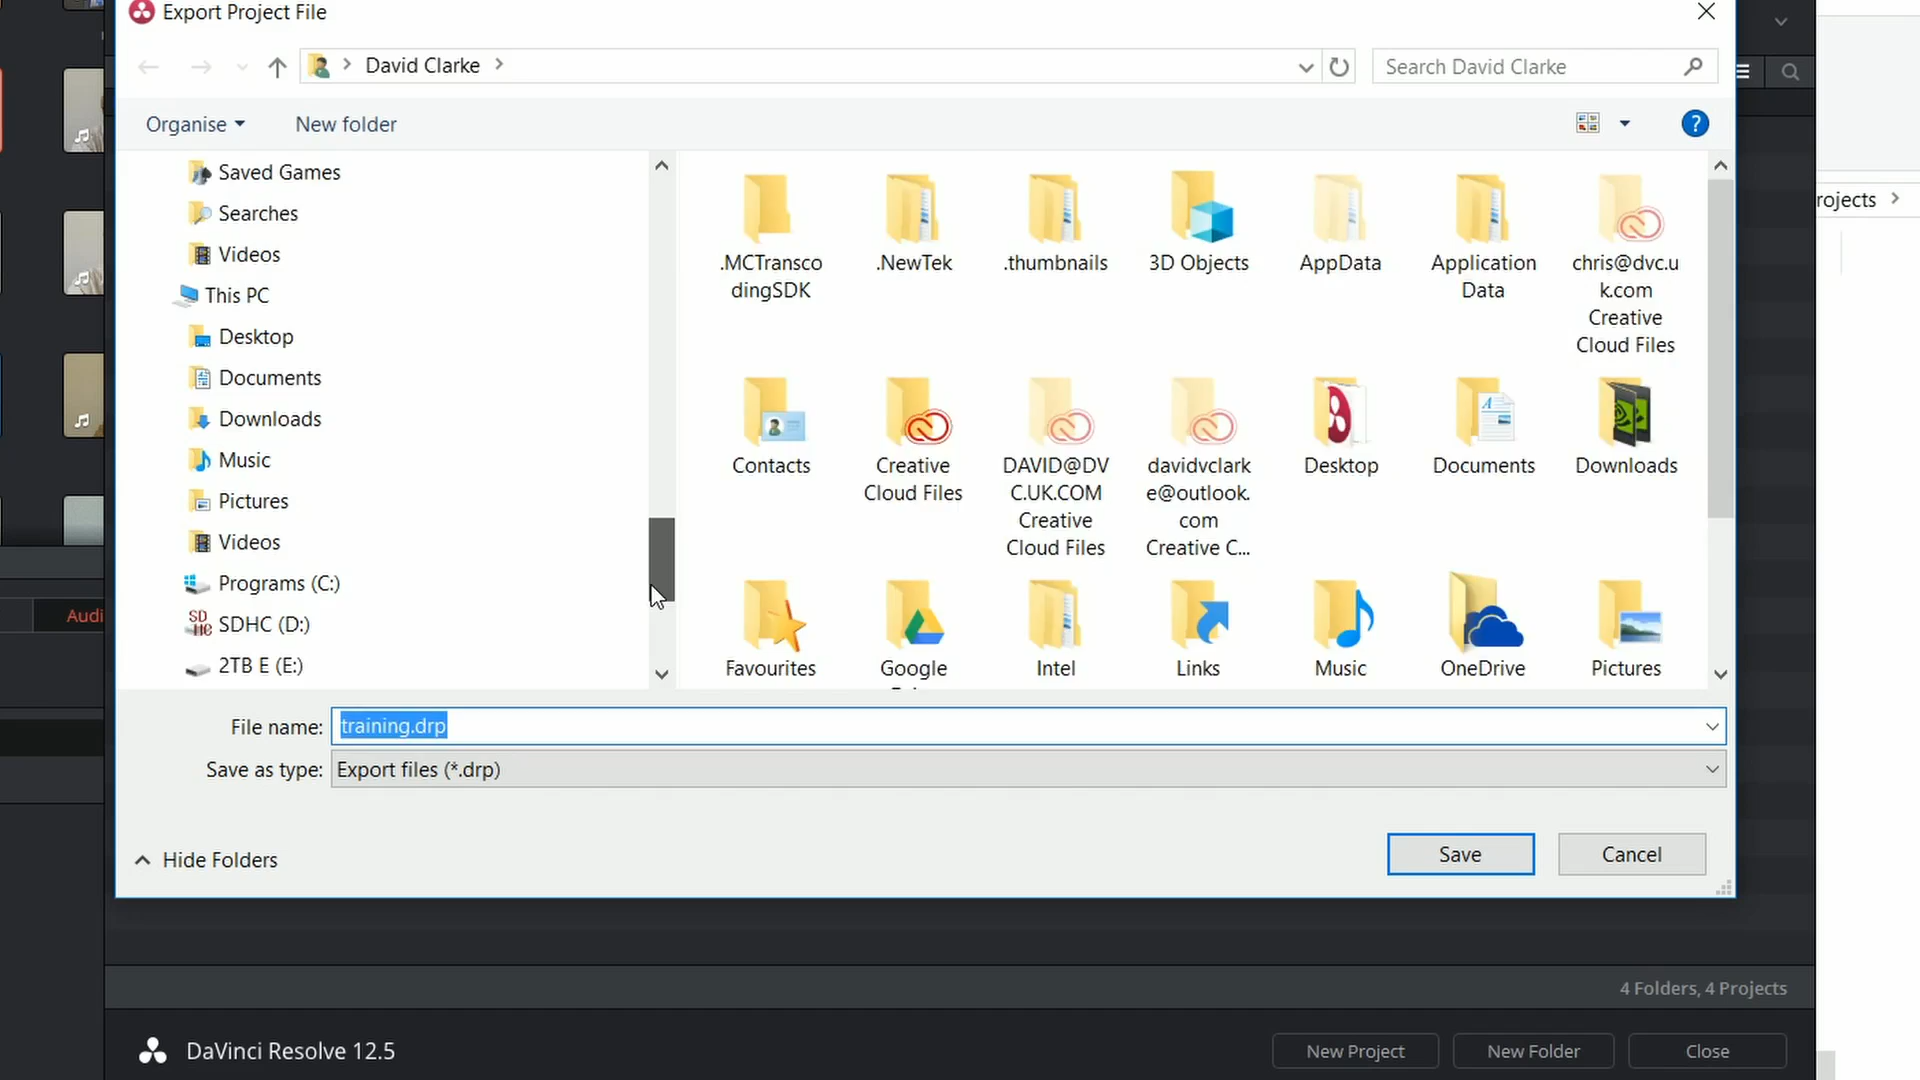 Export Project File
David Clarke
Search David Clarke
Organise
New folder
rojects
Saved Games
Searches
Videos
This PC
Desktop
Documents
Downloads
Music
Pictures
Videos
Programs (C:)
SDHC (D:)
2TB E (E:)
.MCTransco
dingSDK
.NewTek
.thumbnails
3D Objects
AppData
Application
Data
chris@dvc.u
k.com
Creative
Cloud Files
Contacts
Creative
Cloud Files
DAVID@DV
C.UK.COM
Creative
Cloud Files
davidvclark
e@outlook.
com
Creative C...
Desktop
Documents
Downloads
Favourites
Google
Intel
Links
Music
OneDrive
Pictures
Audi
File name: training.drp
Save as type: Export files (*.drp)
Hide Folders
Save
Cancel
4 Folders, 4 Projects
DaVinci Resolve 12.5
New Project
New Folder
Close